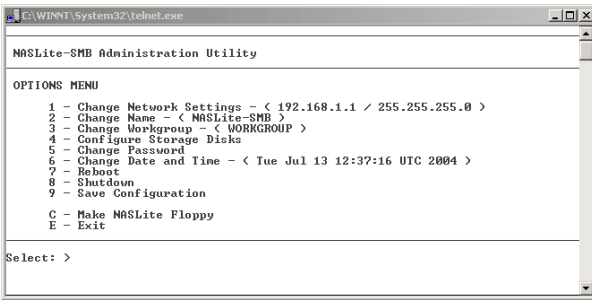 C:\WINNT\System32\telnet.exe
NASLite-SMB Administration Utility
OPTIONS MENU
1 - Change Network Settings - < 192.168.1.1 / 255.255.255.0 >
2 - Change Name - < NASLite-SMB >
3 - Change Workgroup - < WORKGROUP >
4 - Configure Storage Disks
5 - Change Password
6 - Change Date and Time - < Tue Jul 13 12:37:16 UTC 2004 >
7 - Reboot
8 - Shutdown
9 - Save Configuration
C - Make NASLite Floppy
E - Exit
Select: >